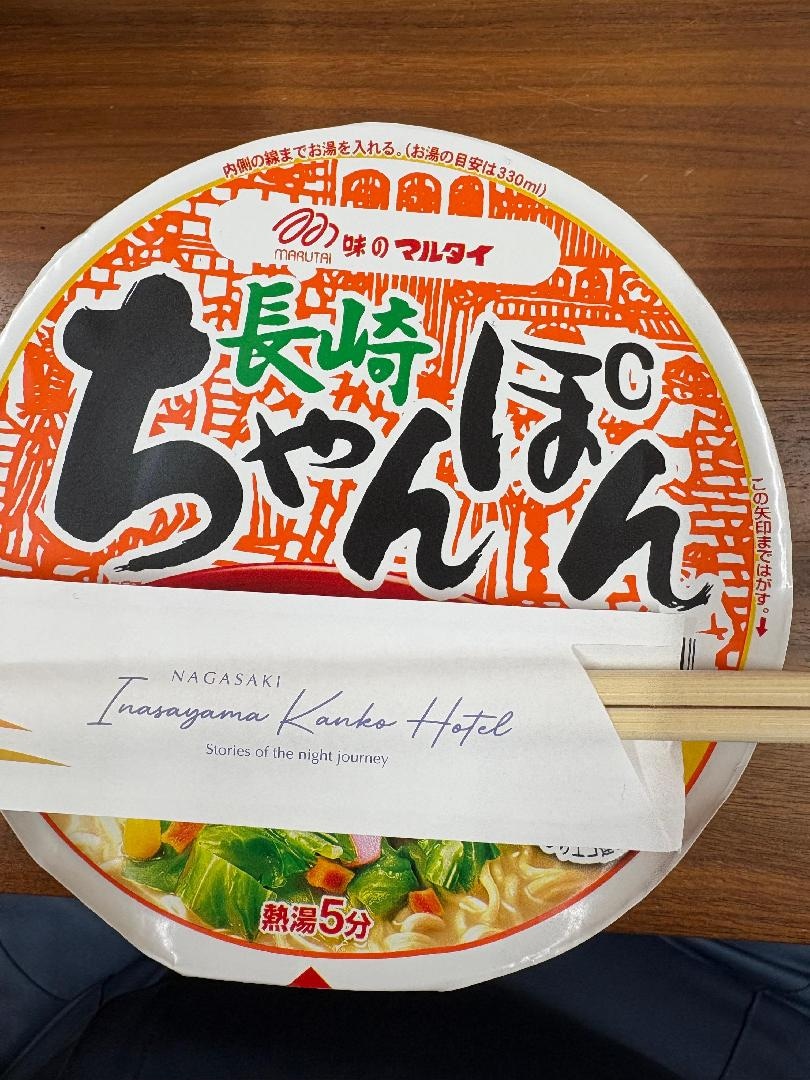 内側の線までお湯を入れる。(お湯の目安は330ml)
MARUTAI 味のマルタイ
長崎
ちゃんぽん
この矢印まではがす。↓
NAGASAKI
Inasayama Kanko Hotel
Stories of the night journey
熱湯5分